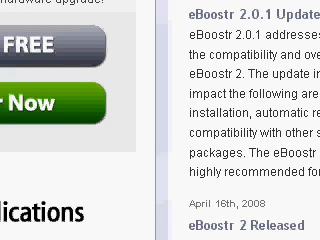 hardware upgrade!
FREE
r Now
lications
eBoostr 2.0.1 Update
eBoostr 2.0.1 addresses
the compatibility and ove
eBoostr 2. The update in
impact the following are
installation, automatic re
compatibility with other s
packages. The eBoostr
highly recommended for
April 16th, 2008
eBoostr 2 Released